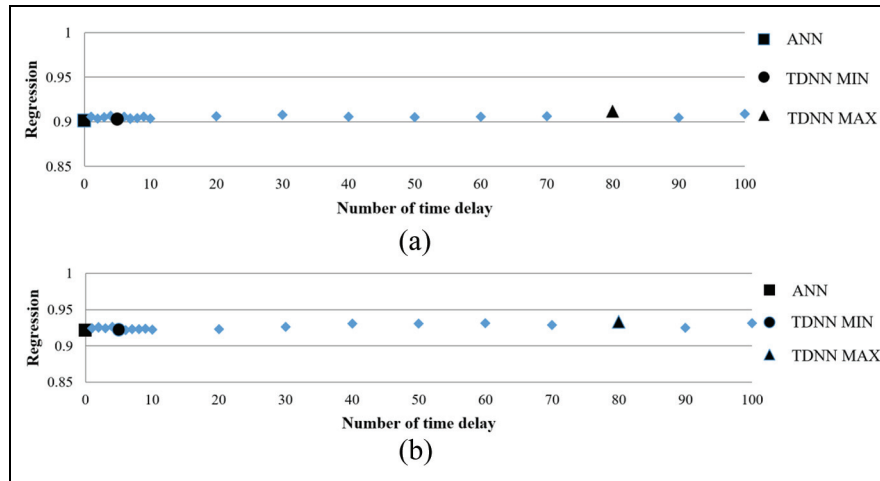 1
0.95
0.9
0.85
Regression
0 10 20 30 40 50 60 70 80 90 100
Number of time delay
ANN
TDNN MIN
TDNN MAX
(a)
1
0.95
0.9
0.85
Regression
0 10 20 30 40 50 60 70 80 90 100
Number of time delay
ANN
TDNN MIN
TDNN MAX
(b)